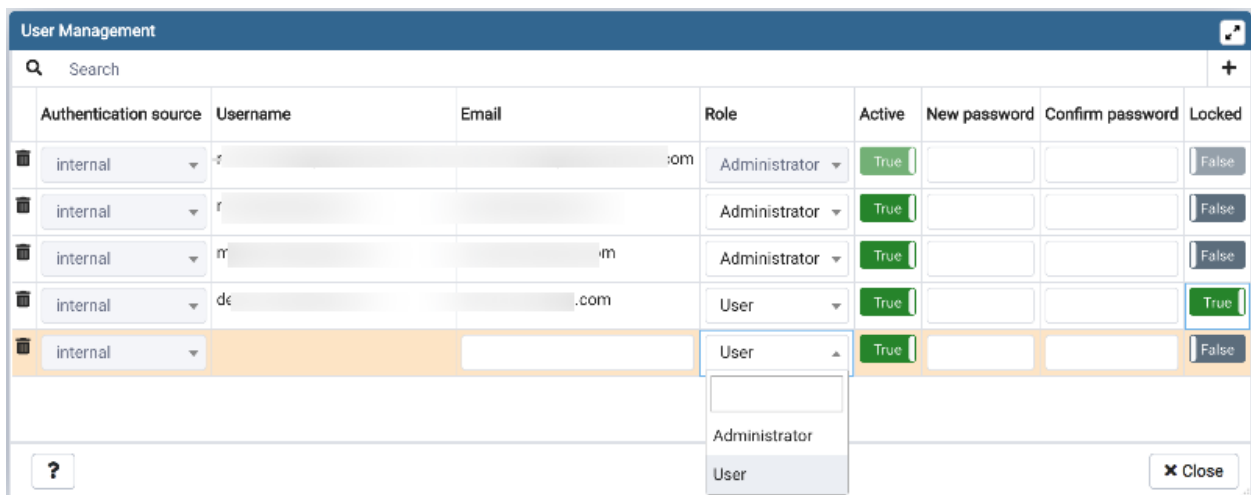 User Management
Search +
Authentication source Username Email Role Active New password Confirm password Locked
internal com Administrator True False
internal Administrator True False
internal Administrator True False
internal .com User True True
internal User True False
Administrator
User
? × Close